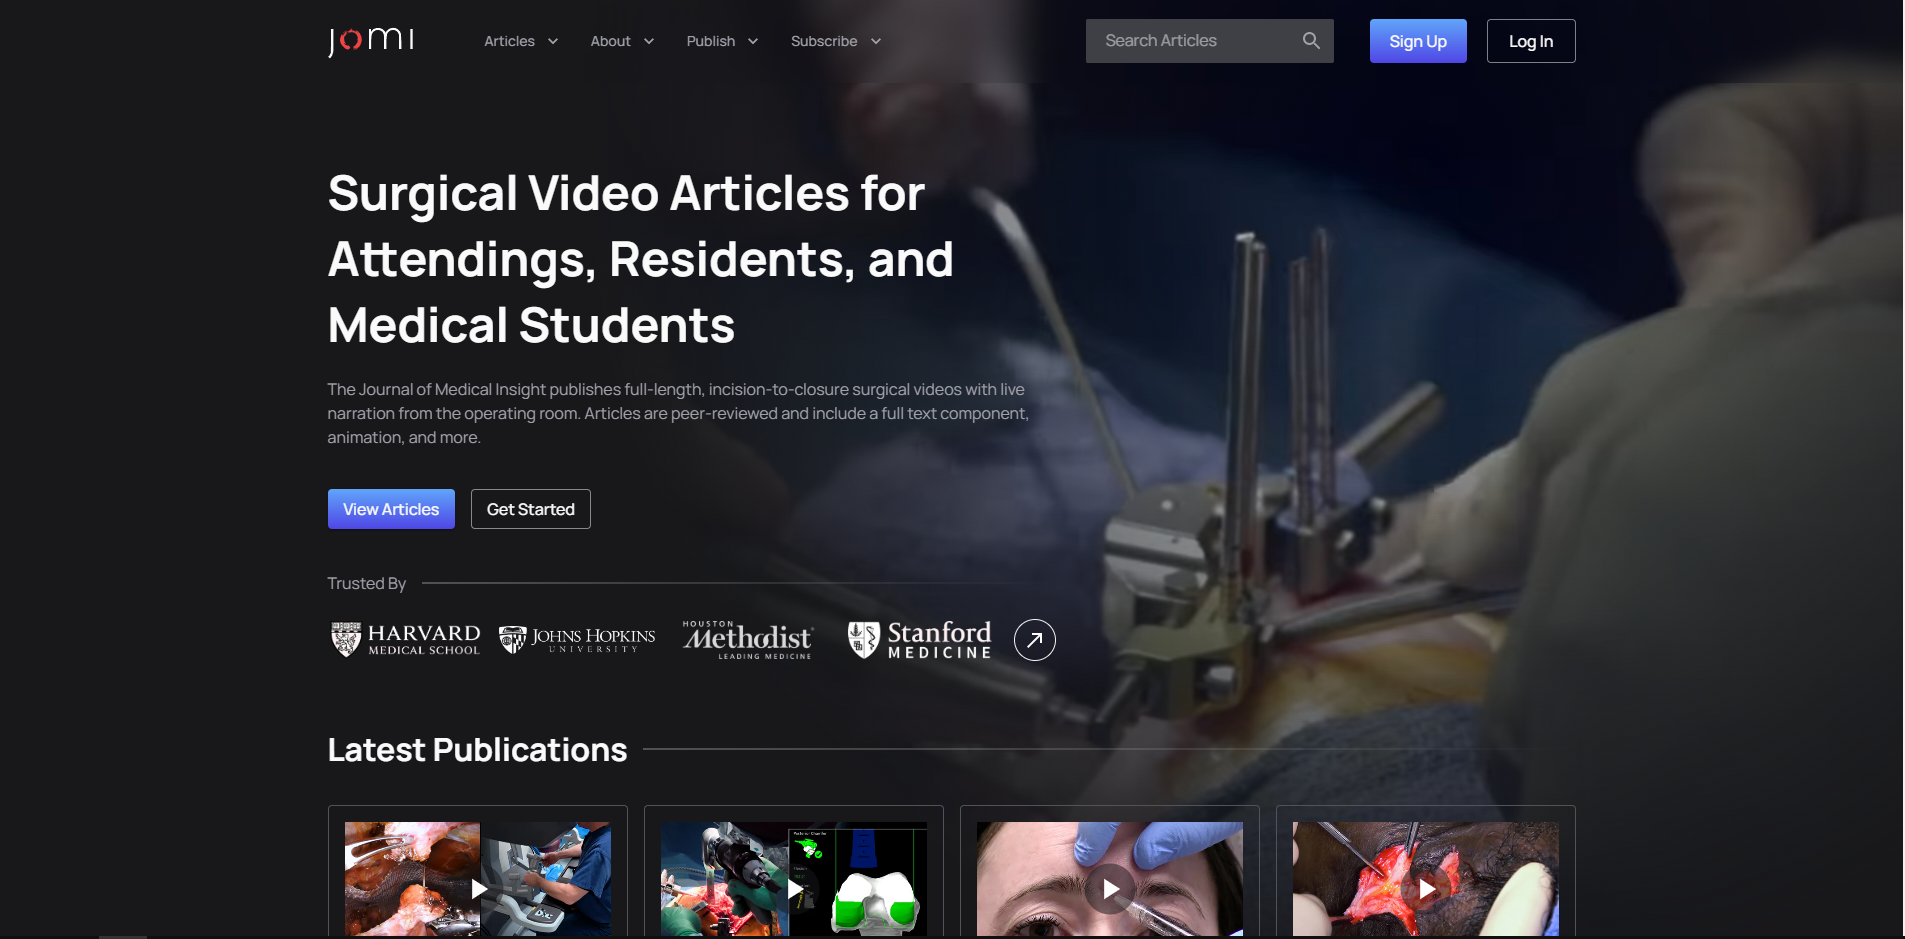 jomi
Articles
About
Publish
Subscribe
Search Articles
Sign Up
Log In
Surgical Video Articles for
Attendings, Residents, and
Medical Students
The Journal of Medical Insight publishes full-length, incision-to-closure surgical videos with live
narration from the operating room. Articles are peer-reviewed and include a full text component,
animation, and more.
View Articles
Get Started
Trusted By
HARVARD
MEDICAL SCHOOL
JOHNS HOPKINS
UNIVERSITY
HOUSTON
Methodist
LEADING MEDICINE
Stanford
MEDICINE
Latest Publications